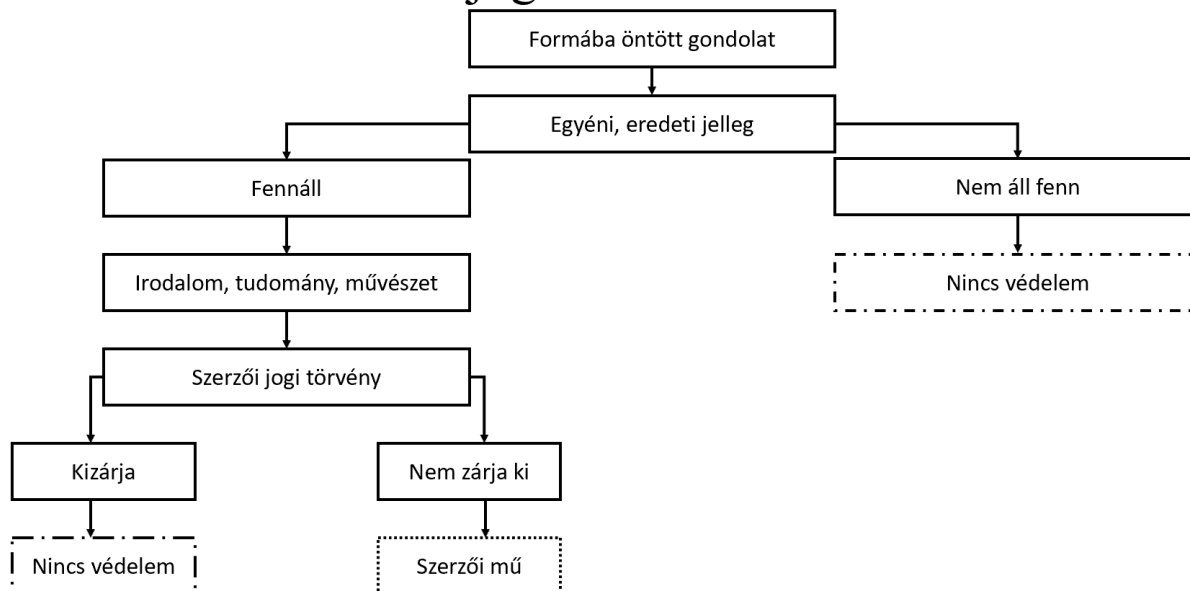 Formába öntött gondolat
Egyéni, eredeti jelleg
Fennáll
Nem áll fenn
Irodalom, tudomány, művészet
Nincs védelem
Szerzői jogi törvény
Kizárja
Nem zárja ki
Nincs védelem
Szerzői mű